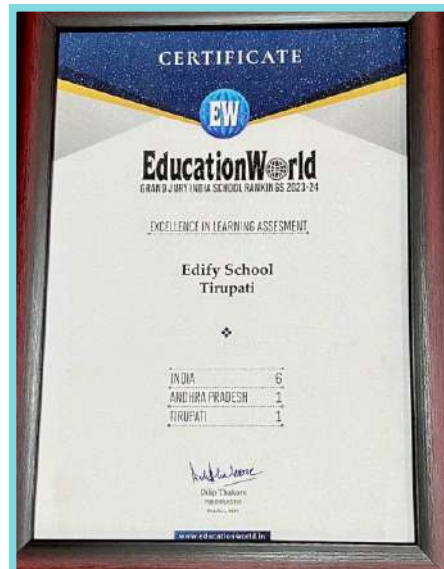 CERTIFICATE
EW
EducationWorld
GRAND JURY INDIA SCHOOL RANKINGS 2023-24
EXCELLENCE IN LEARNING ASSESMENT
Edify School
Tirupati
INDIA 6
ANDHRA PRADESH 1
TIRUPATI 1
Dilip Thakore
www.educationworld.in